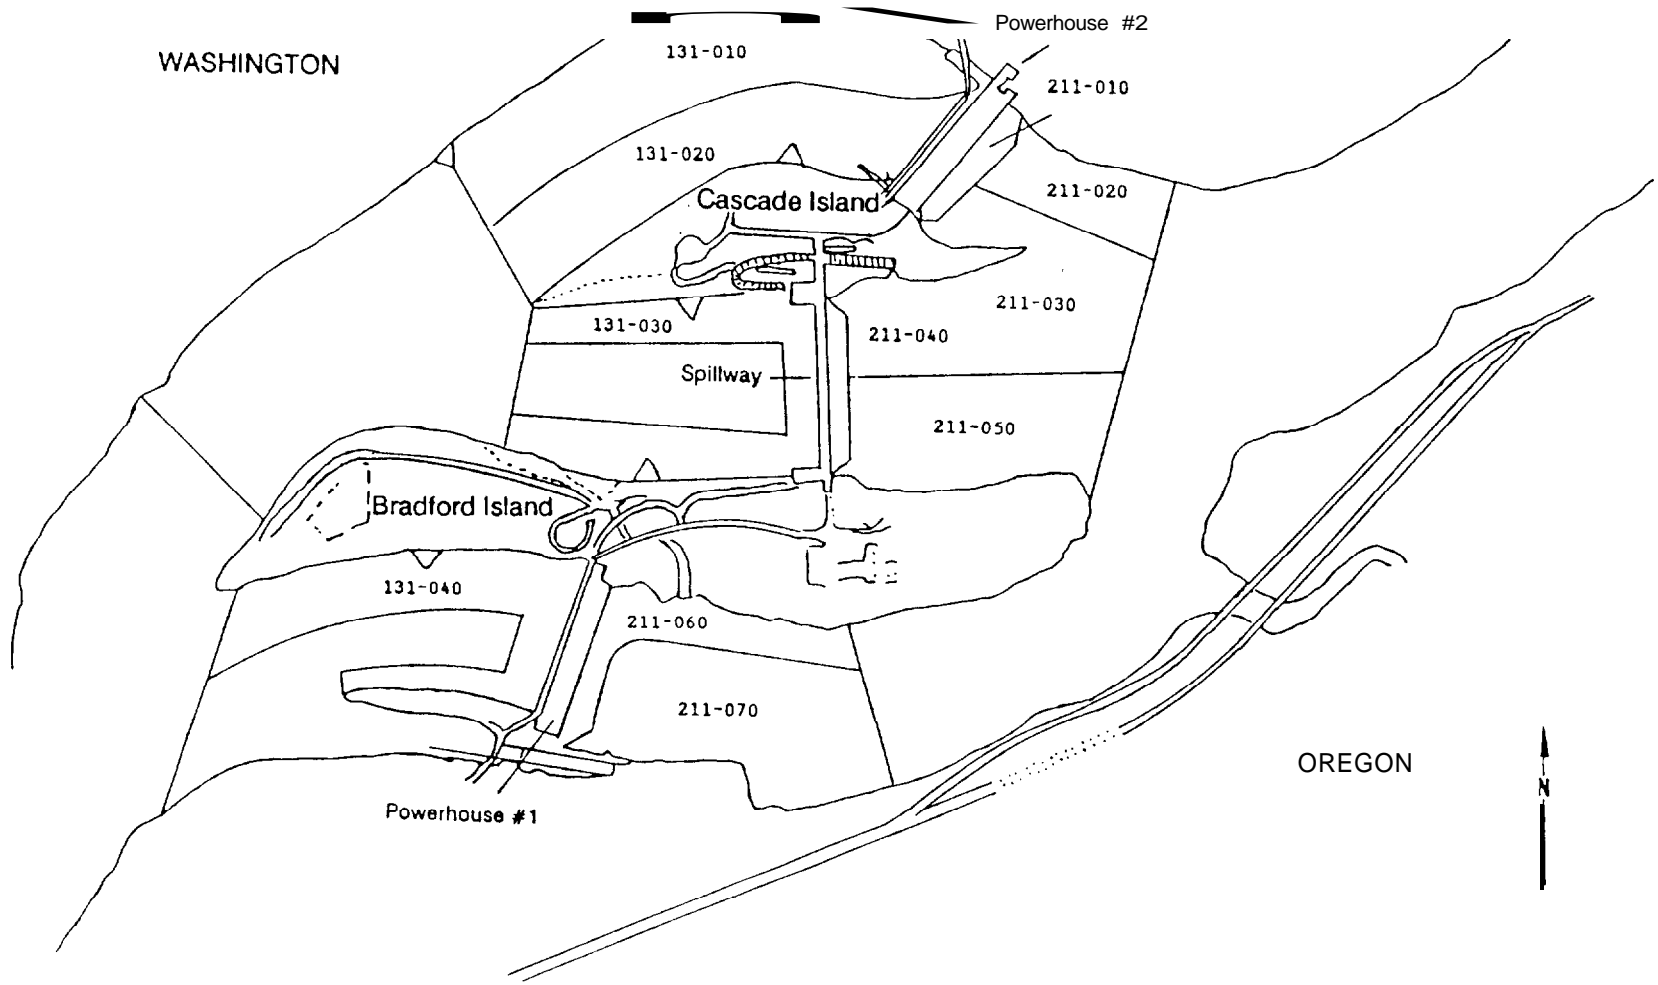 Powerhouse #2
131-010
WASHINGTON
211-010
131-020
211-020
Cascade Island
211-030
131-030
211-040
Spillway
211-050
Bradford Island
131-040
211-060
211-070
OREGON
N
Powerhouse #1